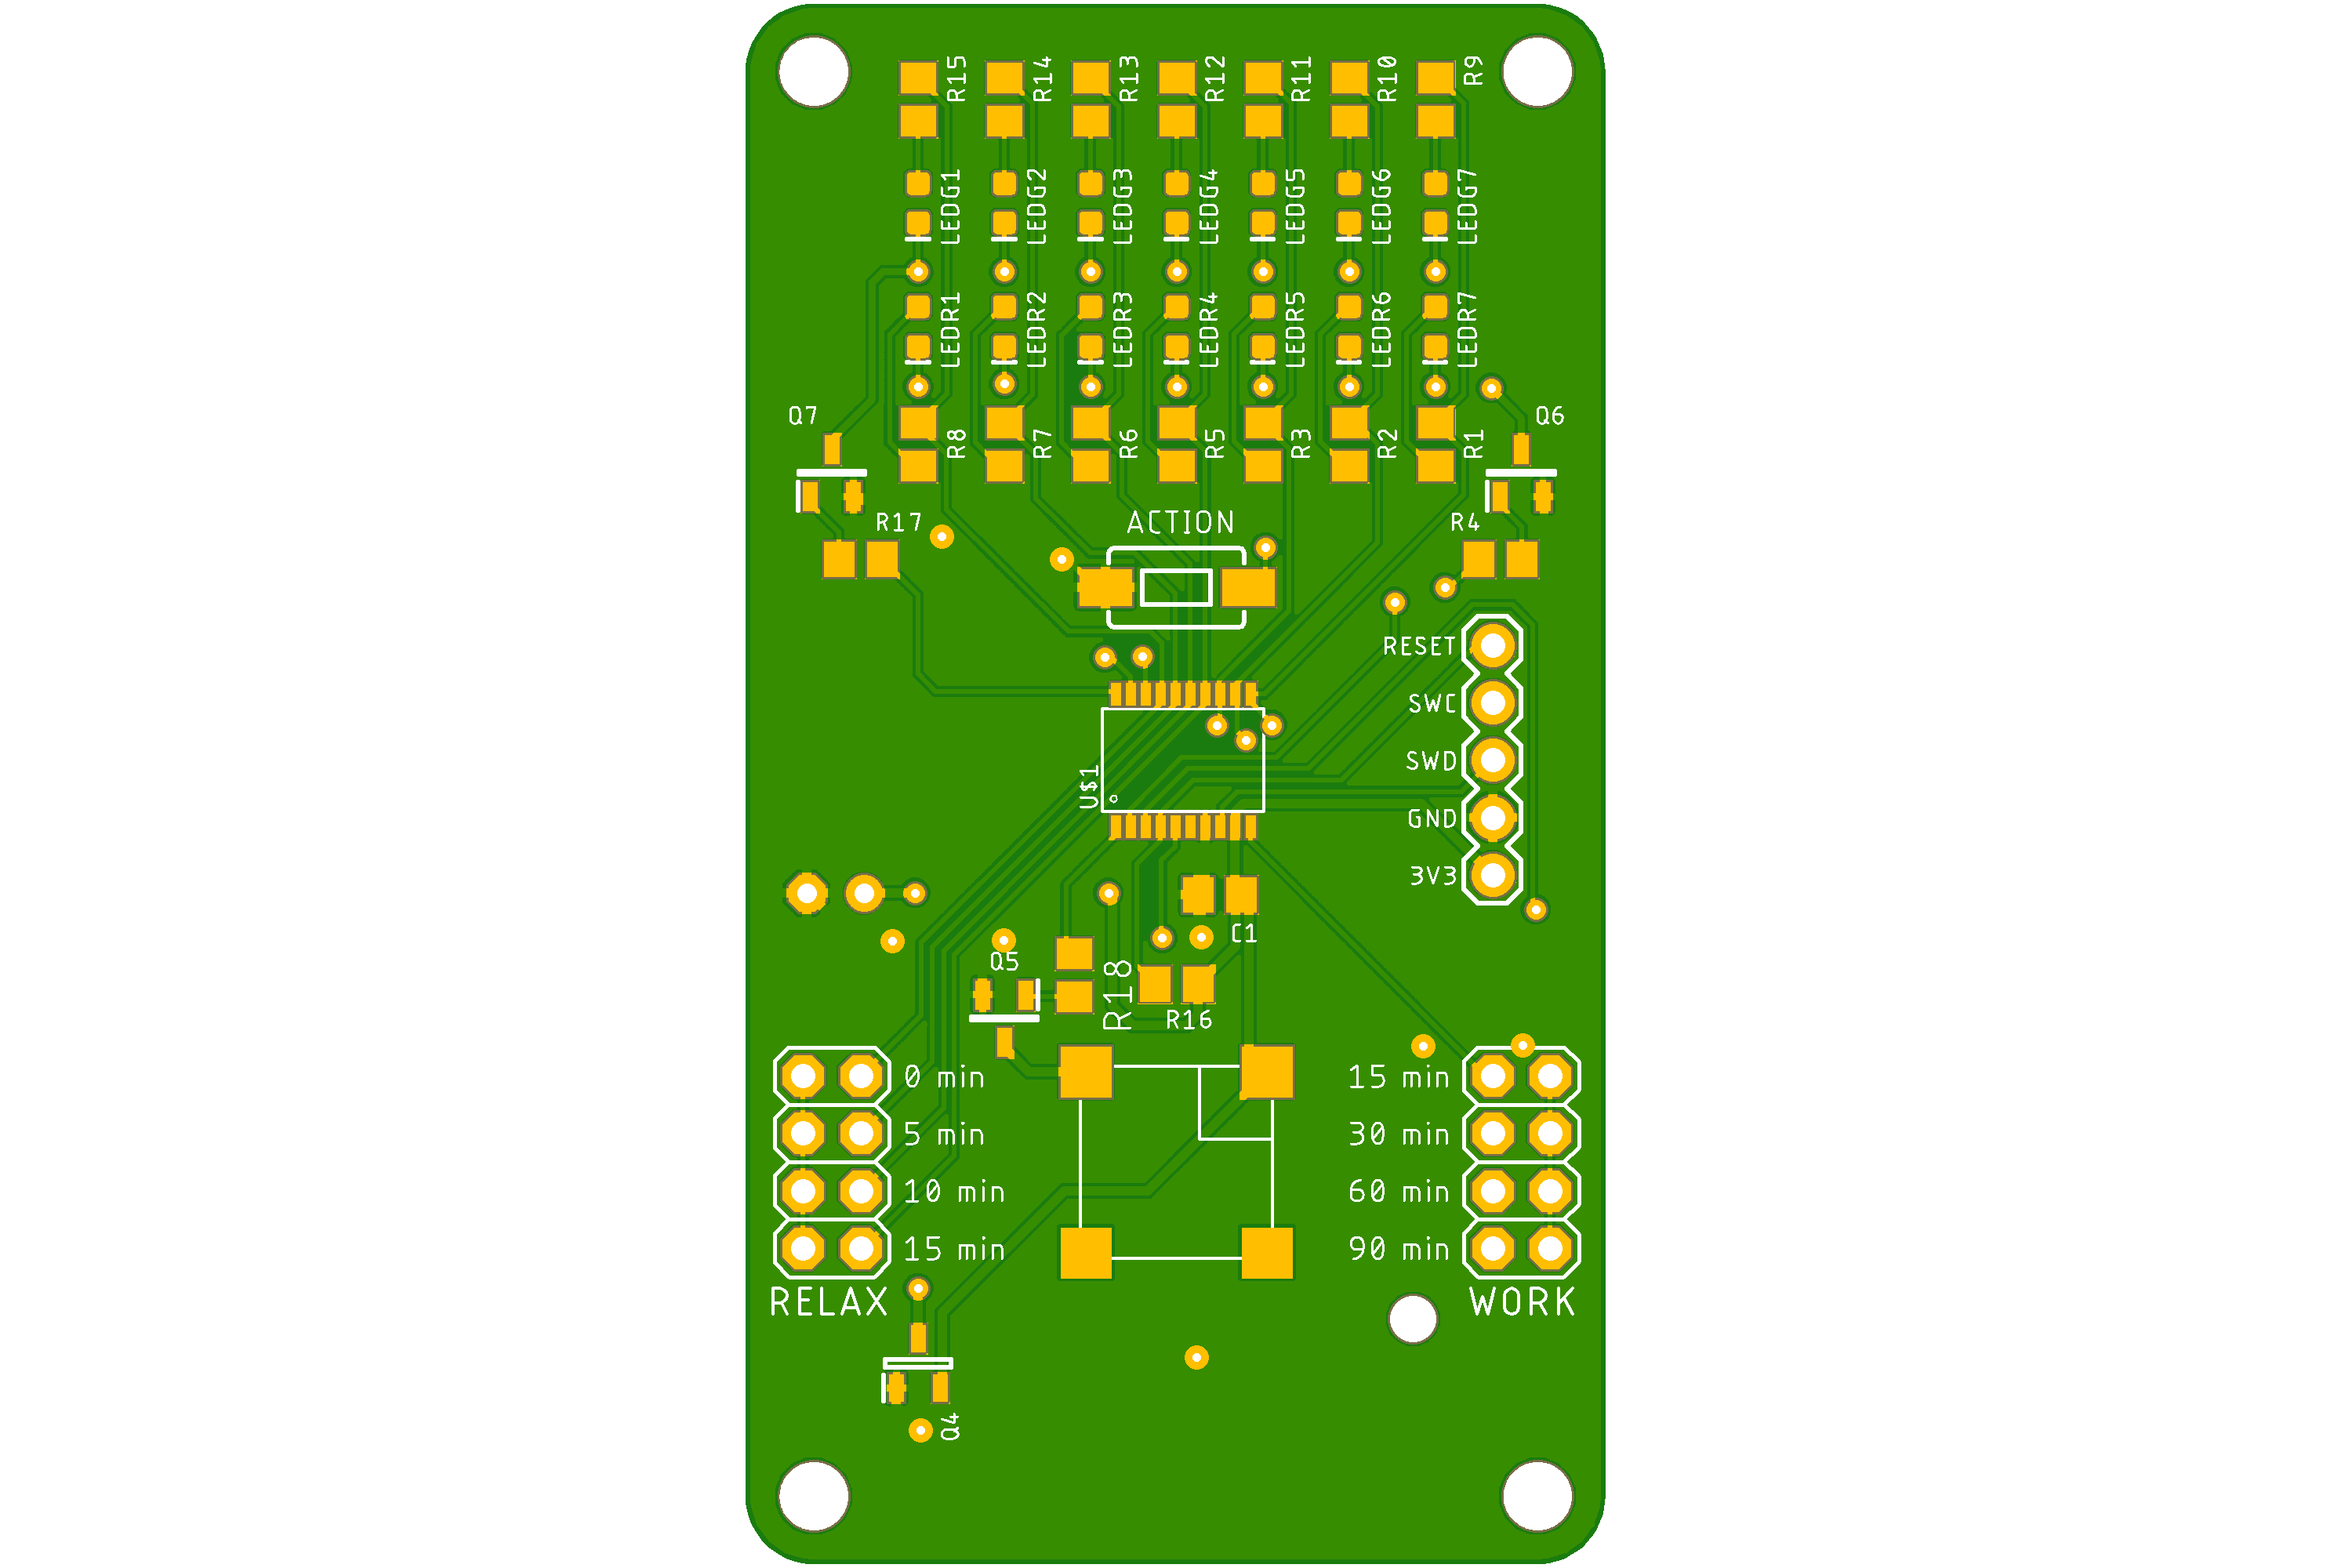 R15 R14 R13 R12 R11 R10 R9
LEDG1 LEDG2 LEDG3 LEDG4 LEDG5 LEDG6 LEDG7
LEDR1 LEDR2 LEDR3 LEDR4 LEDR5 LEDR6 LEDR7
Q7 Q6
R8 R7 R6 R5 R3 R2 R1
R17 ACTION R4
RESET
SWC
SWD
U$1
GND
3V3
C1
Q5
R18
R16
0 min 15 min
5 min 30 min
10 min 60 min
15 min 90 min
RELAX WORK
Q4